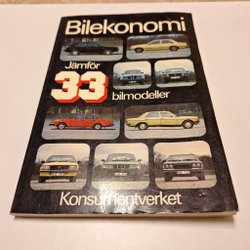 Bilekonomi
Jämför
33
bilmodeller
Konsumentverket